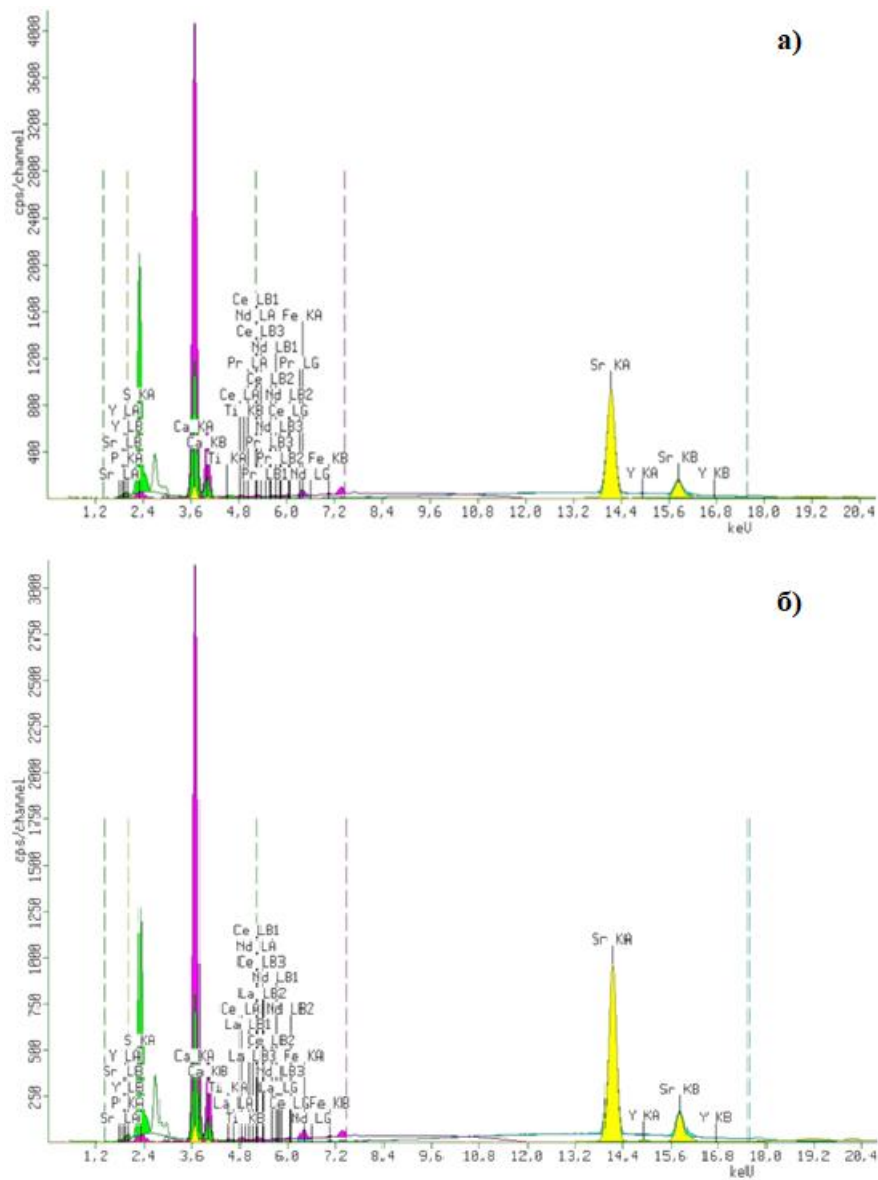 а)
4000
3600
3200
2800
2400
2000
1600
1200
800
400
cps/channel
Ce LB1
Nd LA Fe KA
Ce LB3
Nd LB1
Pr LA Pr LG
Ce LB2
S KA Ce LA Nd LB2
Y LA Ti KB Ce LG
Y LB Ca KA Nd LB3
Sr LB Ca KB Pr LB3
P KA Ti KA Pr LB2 Fe KB
Sr LA Pr LB1 Nd LG
Sr KA
Sr KB
Y KA Y KB
1,2 2,4 3,6 4,8 6,0 7,2 8,4 9,6 10,8 12,0 13,2 14,4 15,6 16,8 18,0 19,2 20,4
keV
б)
3000
2750
2500
2250
2000
1750
1500
1250
1000
750
500
250
cps/channel
Ce LB1
Nd LA
Ce LB3
Nd LB1
La LB2
Ce LA Nd LB2
La LB1
S KA Ce LB2
Y LA Ca KA La LB3 Fe KA
Sr LB Ca KB Nd LB3
Y LB Ti KA La LG
P KA La LA Ce LG Fe KB
Sr LA Ti KB Nd LG
Sr KA
Sr KB
Y KA Y KB
1,2 2,4 3,6 4,8 6,0 7,2 8,4 9,6 10,8 12,0 13,2 14,4 15,6 16,8 18,0 19,2 20,4
keV